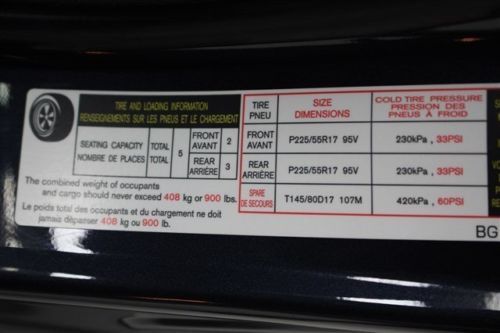 TIRE AND LOADING INFORMATION
RENSEIGNEMENTS SUR LES PNEUS ET LE CHARGEMENT
SEATING CAPACITY TOTAL 5 FRONT AVANT 2
NOMBRE DE PLACES TOTAL REAR ARRIÈRE 3
The combined weight of occupants
and cargo should never exceed 408 kg or 900 lbs.
Le poids total des occupants et du chargement ne doit
jamais dépasser 408 kg ou 900 lb.
TIRE PNEU SIZE DIMENSIONS COLD TIRE PRESSURE PRESSION DES PNEUS À FROID
FRONT AVANT P225/55R17 95V 230kPa , 33PSI
REAR ARRIÈRE P225/55R17 95V 230kPa , 33PSI
SPARE DE SECOURS T145/80D17 107M 420kPa , 60PSI
BG